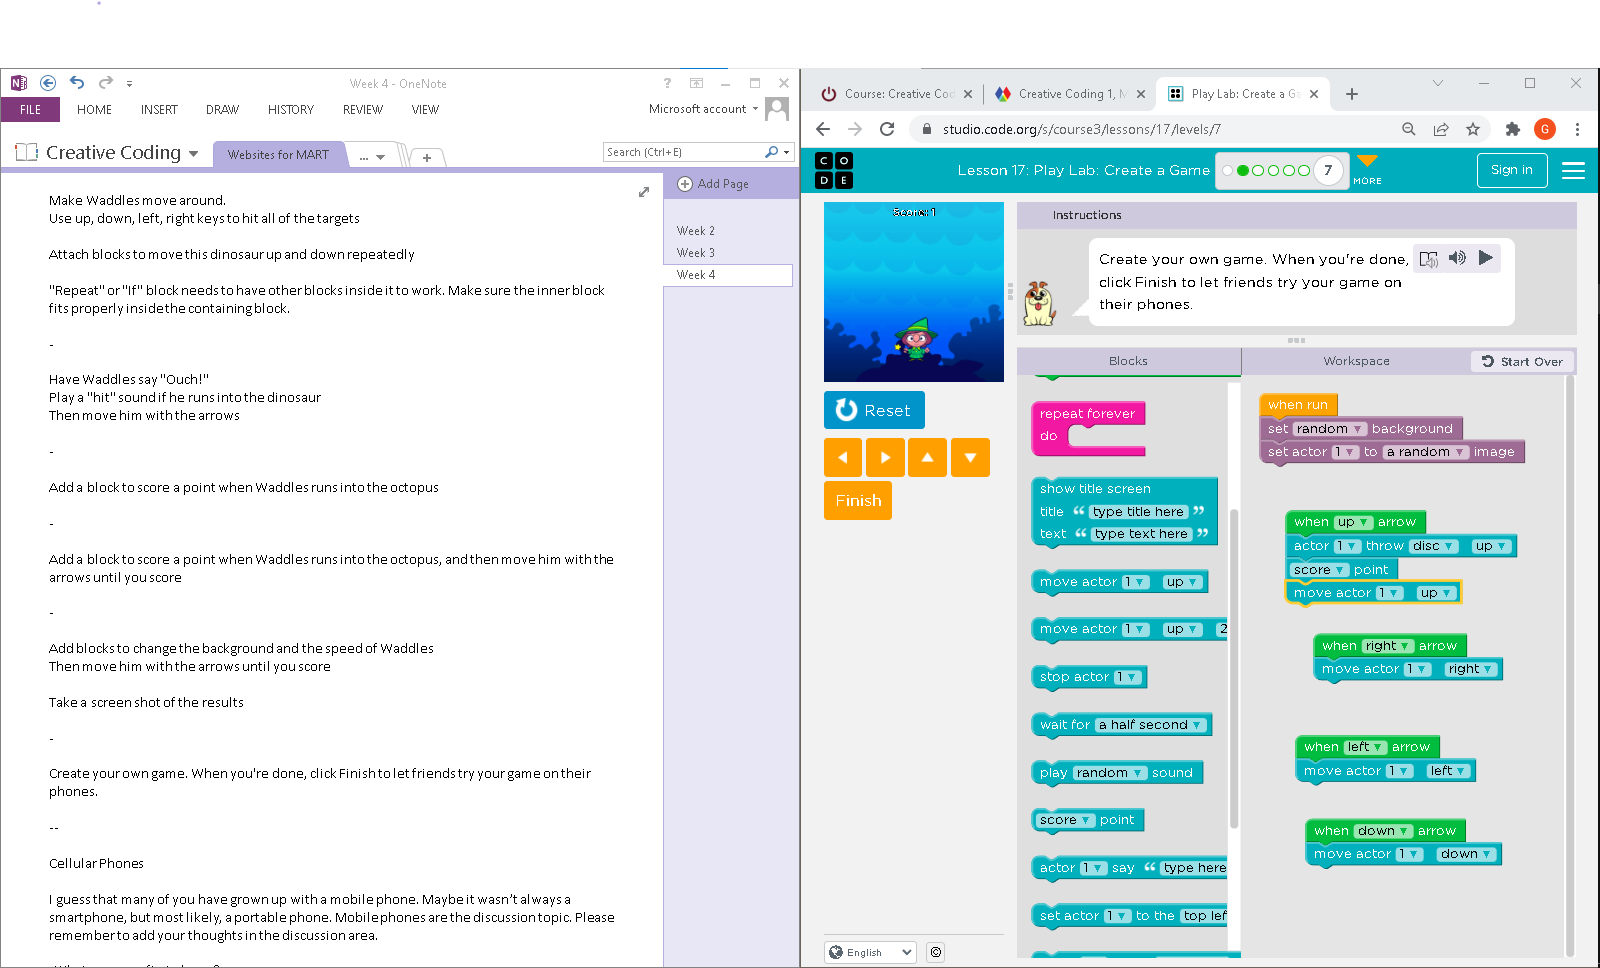 Week 4 - OneNote
FILE HOME INSERT DRAW HISTORY REVIEW VIEW
Microsoft account
Creative Coding
Websites for MART
...
Search (Ctrl+E)
Add Page
Week 2
Week 3
Week 4
Make Waddles move around.
Use up, down, left, right keys to hit all of the targets
Attach blocks to move this dinosaur up and down repeatedly
"Repeat" or "If" block needs to have other blocks inside it to work. Make sure the inner block
fits properly inside the containing block.
-
Have Waddles say "Ouch!"
Play a "hit" sound if he runs into the dinosaur
Then move him with the arrows
-
Add a block to score a point when Waddles runs into the octopus
-
Add a block to score a point when Waddles runs into the octopus, and then move him with the
arrows until you score
-
Add blocks to change the background and the speed of Waddles
Then move him with the arrows until you score
Take a screen shot of the results
-
Create your own game. When you're done, click Finish to let friends try your game on their
phones.
--
Cellular Phones
I guess that many of you have grown up with a mobile phone. Maybe it wasn't always a
smartphone, but most likely, a portable phone. Mobile phones are the discussion topic. Please
remember to add your thoughts in the discussion area.
Course: Creative Cod
Creative Coding 1, M
Play Lab: Create a Ga
studio.code.org/s/course3/lessons/17/levels/7
G
C O
D E
Lesson 17: Play Lab: Create a Game
7
MORE
Sign in
Score: 1
Reset
Finish
English
Instructions
Create your own game. When you're done,
click Finish to let friends try your game on
their phones.
Blocks
Workspace
Start Over
repeat forever
do
show title screen
title “ type title here ”
text “ type text here ”
move actor 1 up
move actor 1 up 2
stop actor 1
wait for a half second
play random sound
score point
actor 1 say “ type here
set actor 1 to the top lef
when run
set random background
set actor 1 to a random image
when up arrow
actor 1 throw disc up
score point
move actor 1 up
when right arrow
move actor 1 right
when left arrow
move actor 1 left
when down arrow
move actor 1 down